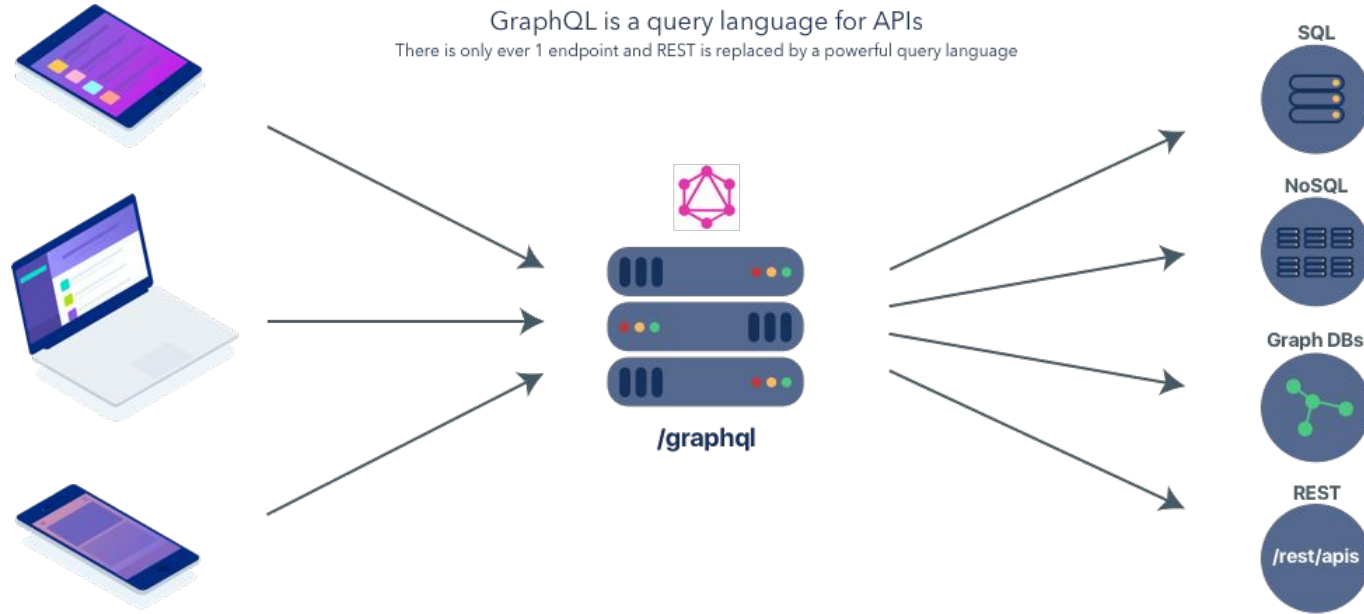 GraphQL is a query language for APIs
There is only ever 1 endpoint and REST is replaced by a powerful query language
SQL
NoSQL
Graph DBs
/graphql
REST
/rest/apis